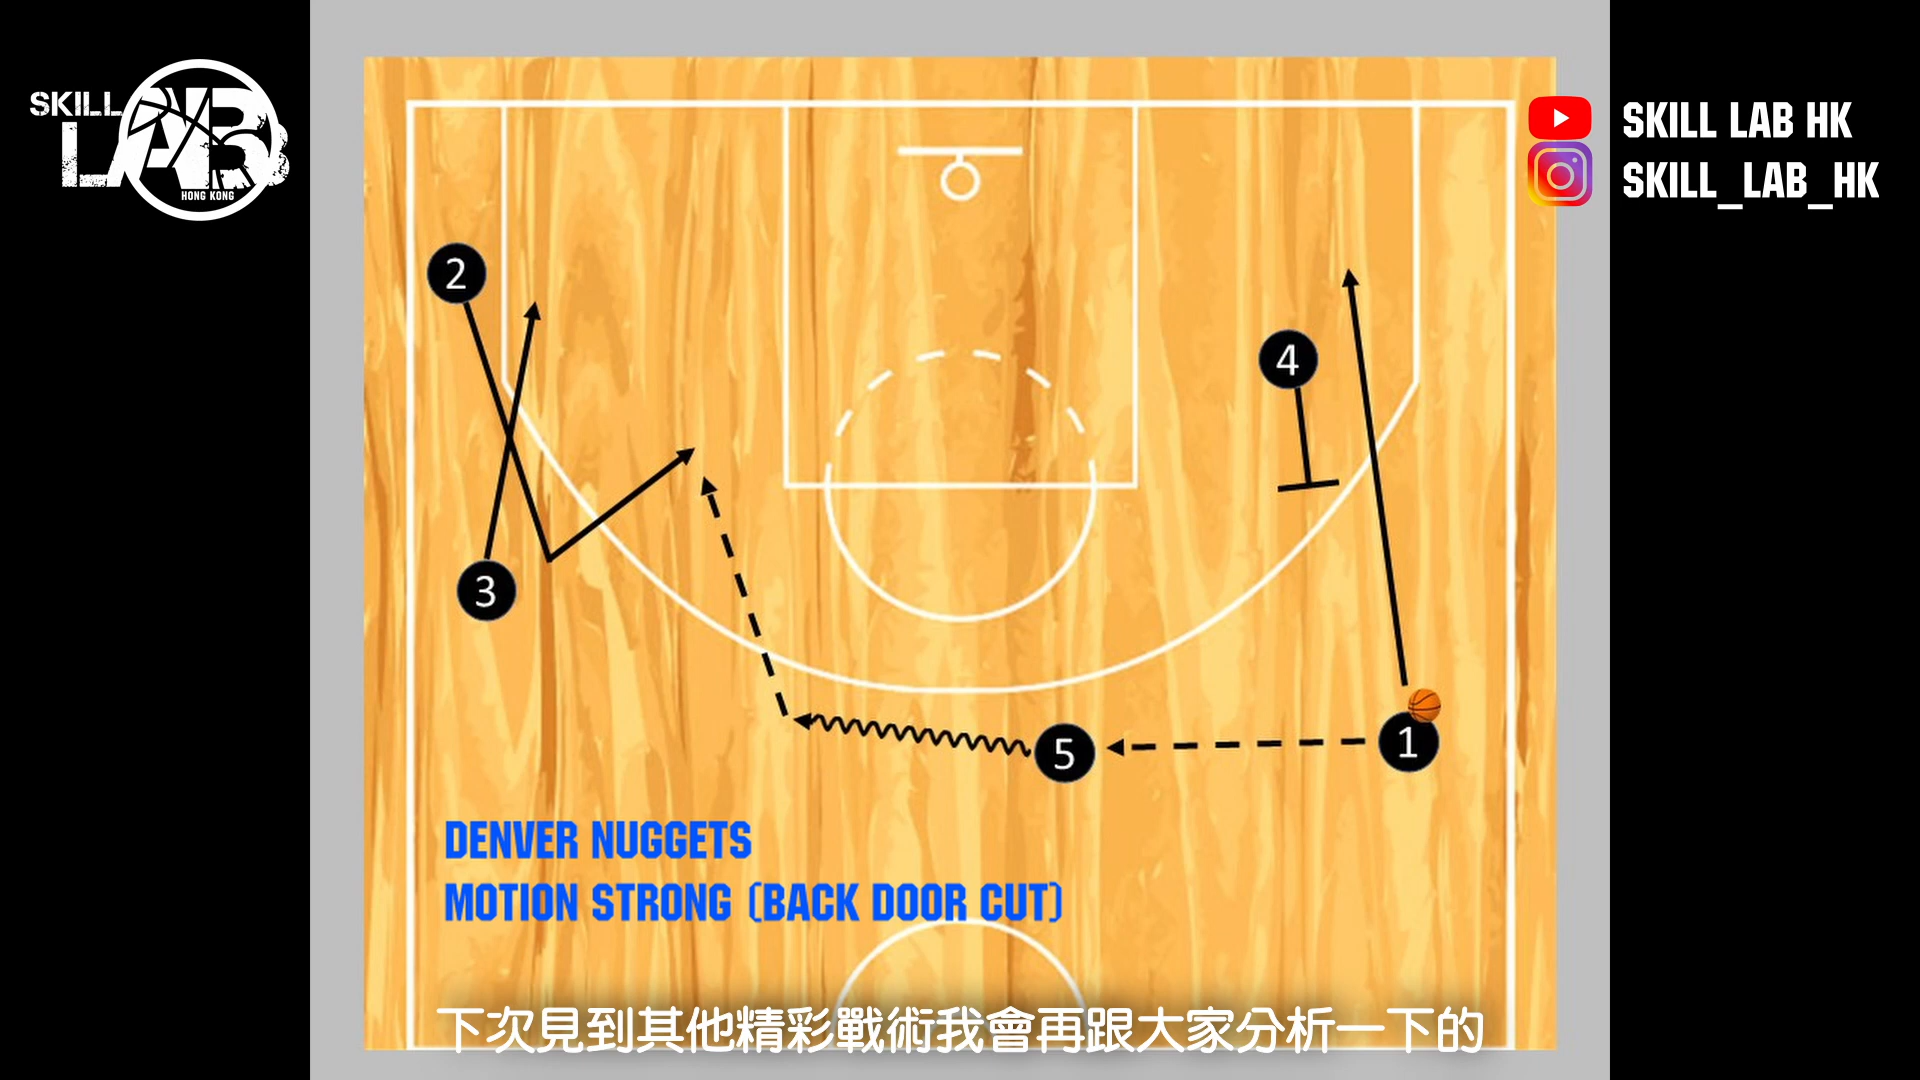 SKILL
LAB
HONG KONG
SKILL LAB HK
SKILL_LAB_HK
2
4
3
5
1
DENVER NUGGETS
MOTION STRONG (BACK DOOR CUT)
下次見到其他精彩戰術我會再跟大家分析一下的